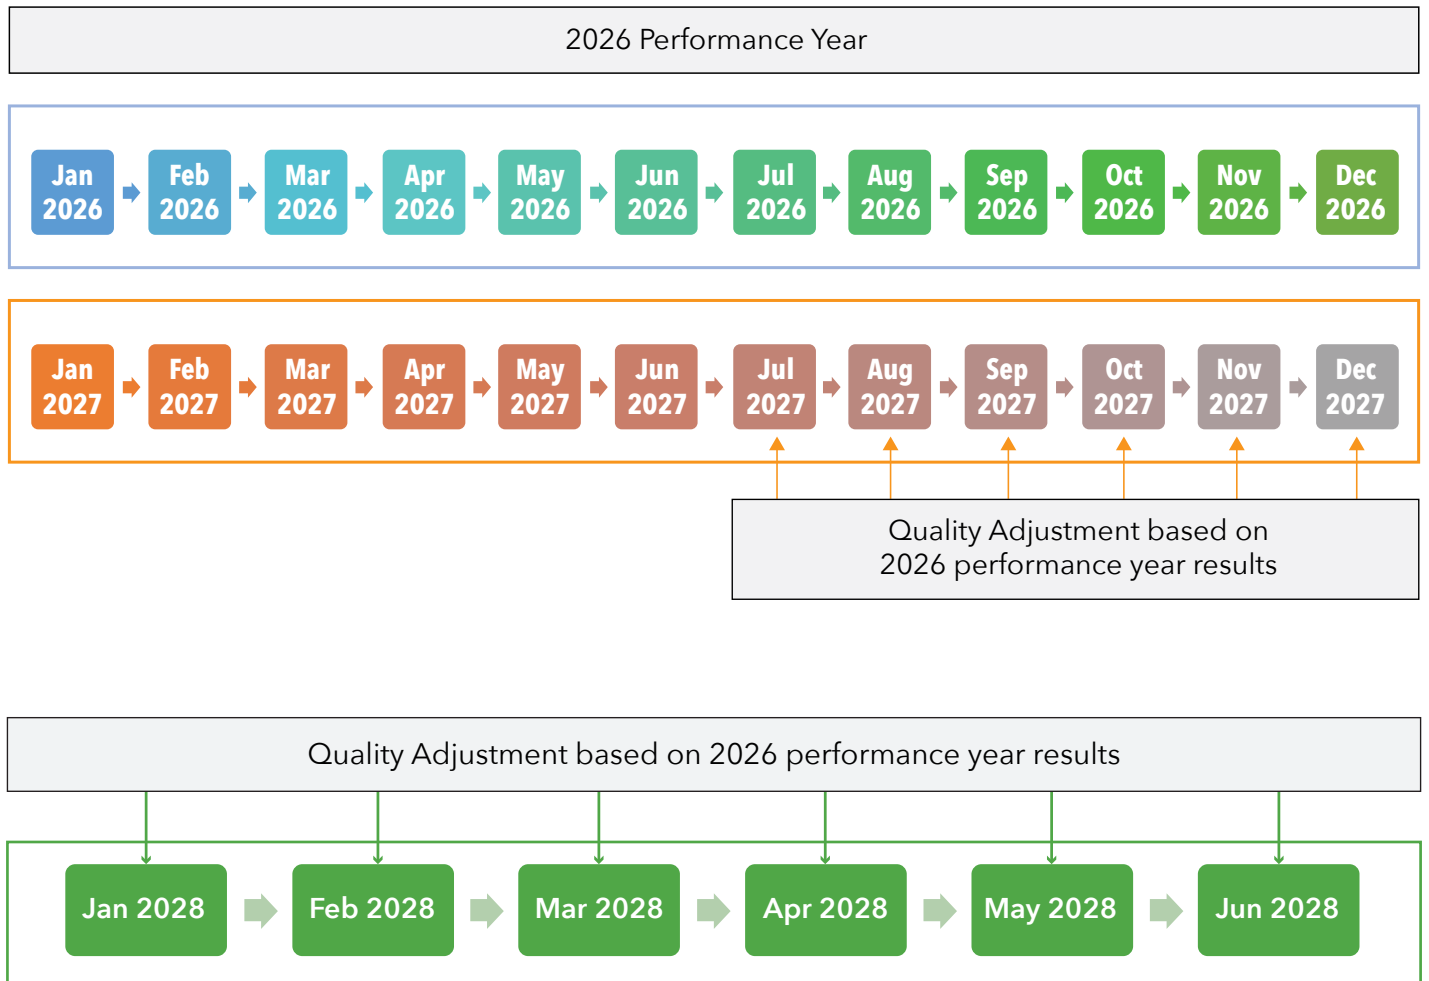 2026 Performance Year
Jan
2026
Feb
2026
Mar
2026
Apr
2026
May
2026
Jun
2026
Jul
2026
Aug
2026
Sep
2026
Oct
2026
Nov
2026
Dec
2026
Jan
2027
Feb
2027
Mar
2027
Apr
2027
May
2027
Jun
2027
Jul
2027
Aug
2027
Sep
2027
Oct
2027
Nov
2027
Dec
2027
Quality Adjustment based on
2026 performance year results
Quality Adjustment based on 2026 performance year results
Jan 2028
Feb 2028
Mar 2028
Apr 2028
May 2028
Jun 2028